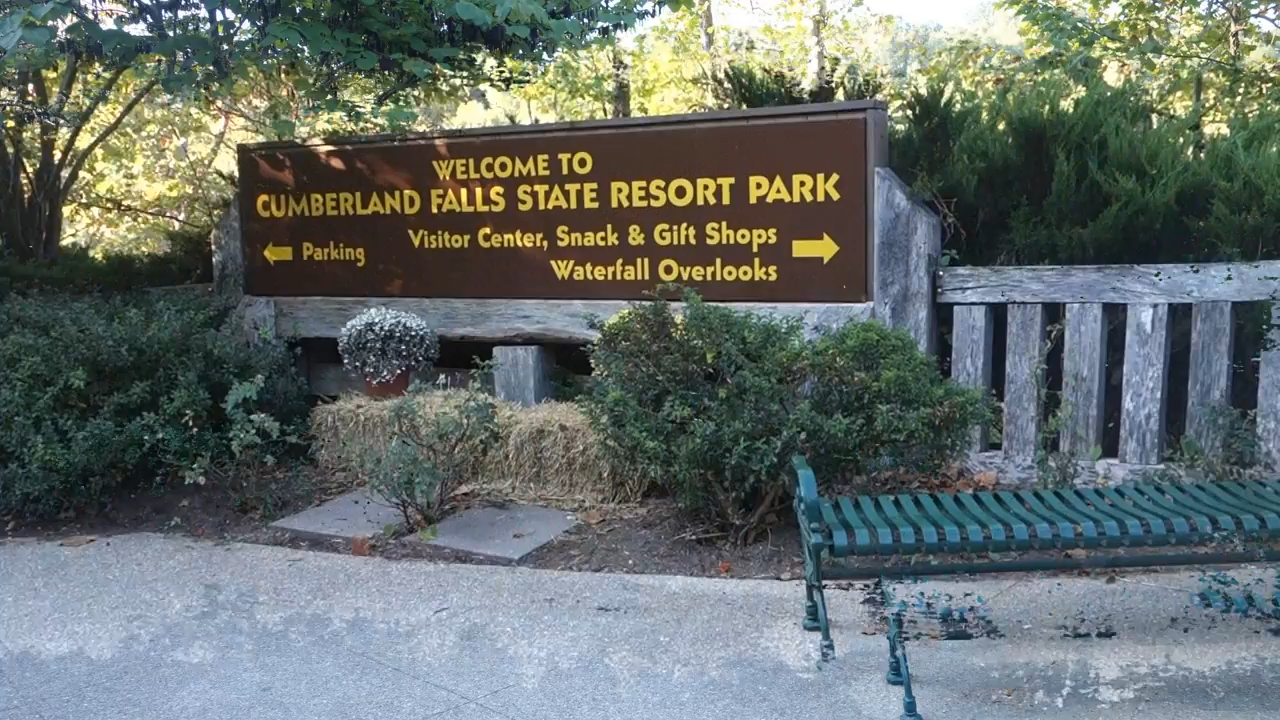 WELCOME TO
CUMBERLAND FALLS STATE RESORT PARK
Parking
Visitor Center, Snack & Gift Shops
Waterfall Overlooks